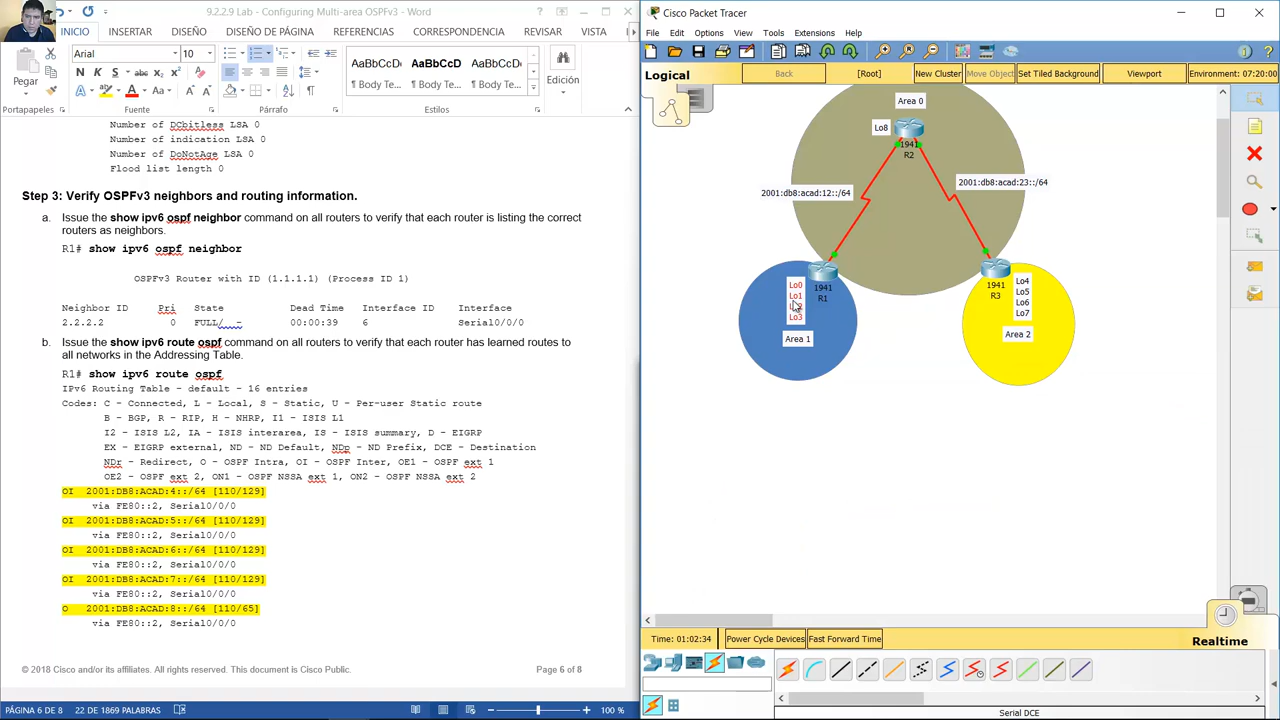 9.2.2.9 Lab - Configuring Multi-area OSPFv3 - Word
INICIO
INSERTAR
DISEÑO
DISEÑO DE PÁGINA
REFERENCIAS
CORRESPONDENCIA
REVISAR
VISTA
Pegar
Arial
10
AaBbCcD
AaBbCcD
AaBbCcD
¶ Body Te...
¶ Body Te...
¶ Body Te...
Edición
Portapapeles
Fuente
Párrafo
Estilos
Number of DCbitless LSA 0
Number of indication LSA 0
Number of DoNotAge LSA 0
Flood list length 0
Step 3: Verify OSPFv3 neighbors and routing information.
a. Issue the show ipv6 ospf neighbor command on all routers to verify that each router is listing the correct
routers as neighbors.
R1# show ipv6 ospf neighbor
OSPFv3 Router with ID (1.1.1.1) (Process ID 1)
Neighbor ID Pri State Dead Time Interface ID Interface
2.2.2.2 0 FULL/ - 00:00:39 6 Serial0/0/0
b. Issue the show ipv6 route ospf command on all routers to verify that each router has learned routes to
all networks in the Addressing Table.
R1# show ipv6 route ospf
IPv6 Routing Table - default - 16 entries
Codes: C - Connected, L - Local, S - Static, U - Per-user Static route
B - BGP, R - RIP, H - NHRP, I1 - ISIS L1
I2 - ISIS L2, IA - ISIS interarea, IS - ISIS summary, D - EIGRP
EX - EIGRP external, ND - ND Default, NDp - ND Prefix, DCE - Destination
NDr - Redirect, O - OSPF Intra, OI - OSPF Inter, OE1 - OSPF ext 1
OE2 - OSPF ext 2, ON1 - OSPF NSSA ext 1, ON2 - OSPF NSSA ext 2
OI 2001:DB8:ACAD:4::/64 [110/129]
via FE80::2, Serial0/0/0
OI 2001:DB8:ACAD:5::/64 [110/129]
via FE80::2, Serial0/0/0
OI 2001:DB8:ACAD:6::/64 [110/129]
via FE80::2, Serial0/0/0
OI 2001:DB8:ACAD:7::/64 [110/129]
via FE80::2, Serial0/0/0
O 2001:DB8:ACAD:8::/64 [110/65]
via FE80::2, Serial0/0/0
© 2018 Cisco and/or its affiliates. All rights reserved. This document is Cisco Public.
Page 6 of 8
PÁGINA 6 DE 8
22 DE 1869 PALABRAS
100 %
Cisco Packet Tracer
File Edit Options View Tools Extensions Help
Logical
Back
[Root]
New Cluster
Move Object
Set Tiled Background
Viewport
Environment: 07:20:00
Area 0
Lo8
1941
R2
2001:db8:acad:12::/64
2001:db8:acad:23::/64
Lo0
Lo1
Lo3
1941
R1
Area 1
1941
R3
Lo4
Lo5
Lo6
Lo7
Area 2
Time: 01:02:34
Power Cycle Devices
Fast Forward Time
Realtime
Serial DCE